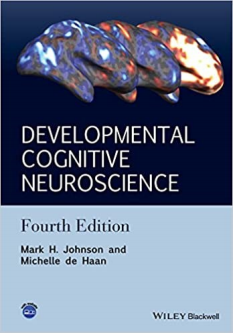 DEVELOPMENTAL
COGNITIVE
NEUROSCIENCE
Fourth Edition
Mark H. Johnson and
Michelle de Haan
WILEY Blackwell